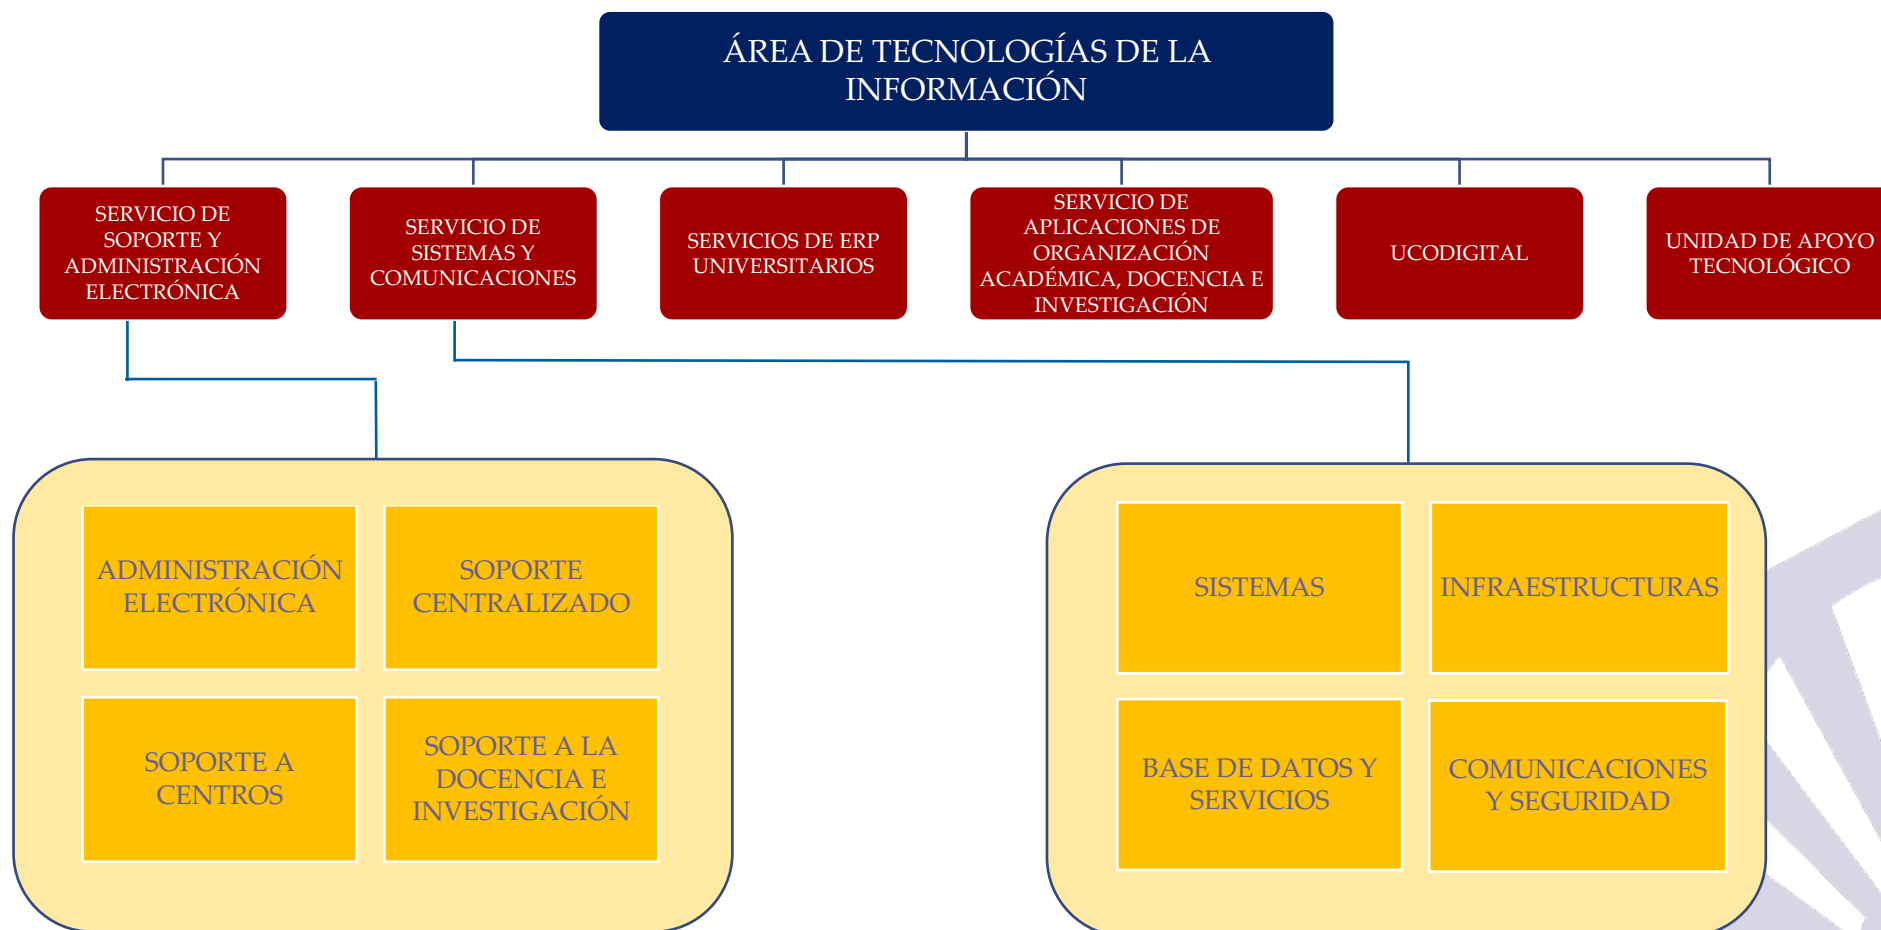 ÁREA DE TECNOLOGÍAS DE LA
INFORMACIÓN
SERVICIO DE
SOPORTE Y
ADMINISTRACIÓN
ELECTRÓNICA
SERVICIO DE
SISTEMAS Y
COMUNICACIONES
SERVICIOS DE ERP
UNIVERSITARIOS
SERVICIO DE
APLICACIONES DE
ORGANIZACIÓN
ACADÉMICA, DOCENCIA E
INVESTIGACIÓN
UCODIGITAL
UNIDAD DE APOYO
TECNOLÓGICO
ADMINISTRACIÓN
ELECTRÓNICA
SOPORTE
CENTRALIZADO
SOPORTE A
CENTROS
SOPORTE A LA
DOCENCIA E
INVESTIGACIÓN
SISTEMAS
INFRAESTRUCTURAS
BASE DE DATOS Y
SERVICIOS
COMUNICACIONES
Y SEGURIDAD